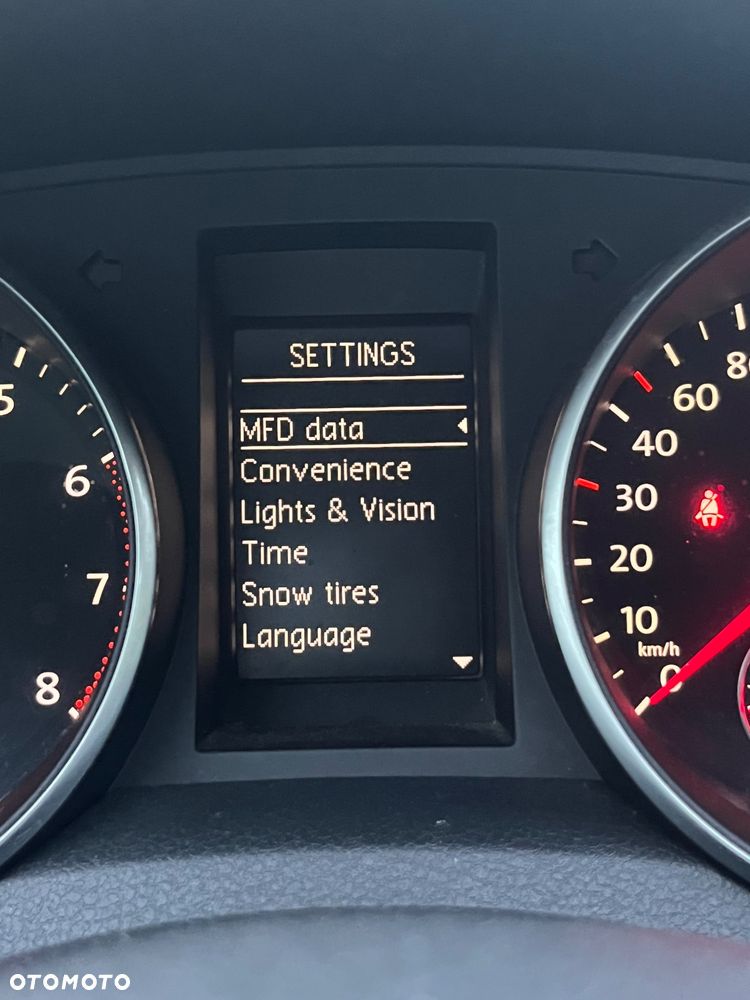 SETTINGS
MFD data
Convenience
Lights & Vision
Time
Snow tires
Language
5
6
7
8
80
60
40
30
20
10
km/h
0
OTOMOTO